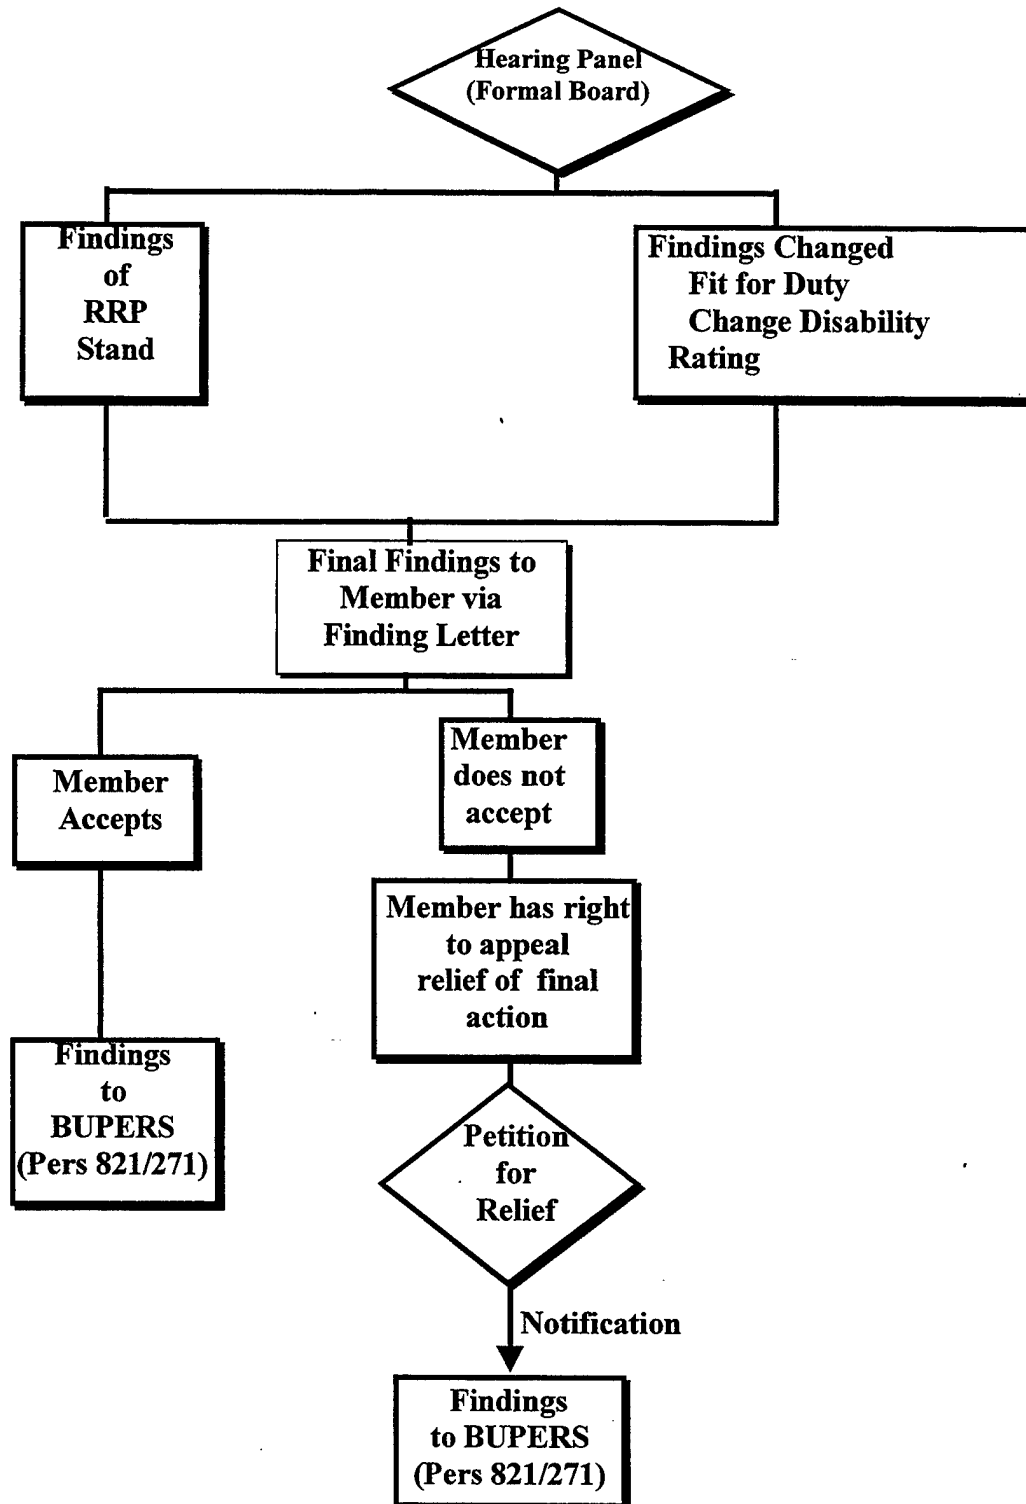 Hearing Panel
(Formal Board)
Findings
of
RRP
Stand
Findings Changed
Fit for Duty
Change Disability
Rating
Final Findings to
Member via
Finding Letter
Member
Accepts
Member
does not
accept
Member has right
to appeal
relief of final
action
Findings
to
BUPERS
(Pers 821/271)
Petition
for
Relief
Notification
Findings
to BUPERS
(Pers 821/271)